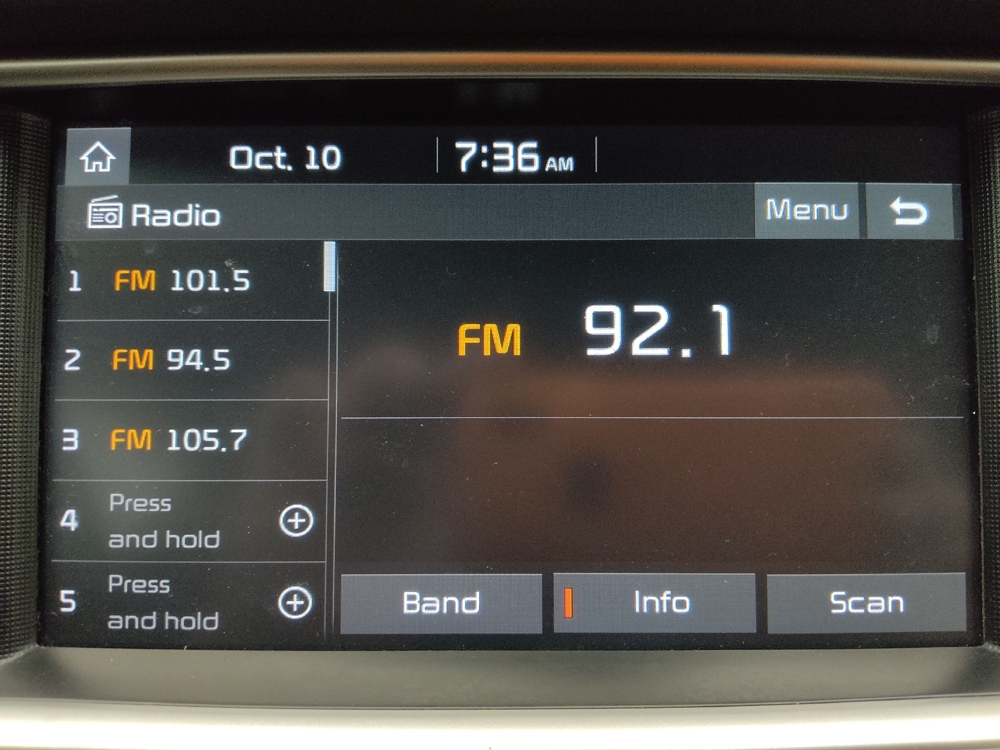 Oct. 10 7:36 AM
Radio Menu
1 FM 101.5
2 FM 94.5
3 FM 105.7
4 Press
and hold
5 Press
and hold
FM 92.1
Band Info Scan